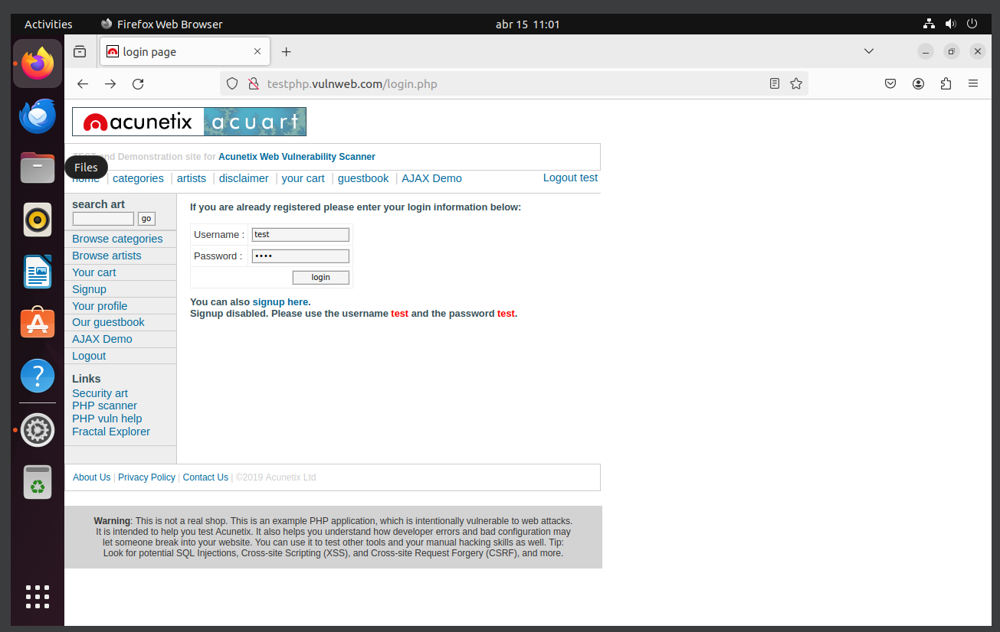 Activities Firefox Web Browser abr 15 11:01
login page
testphp.vulnweb.com/login.php
acunetix acuart
TEST and Demonstration site for Acunetix Web Vulnerability Scanner
Files
home | categories | artists | disclaimer | your cart | guestbook | AJAX Demo Logout test
search art
go
Browse categories
Browse artists
Your cart
Signup
Your profile
Our guestbook
AJAX Demo
Logout
Links
Security art
PHP scanner
PHP vuln help
Fractal Explorer
If you are already registered please enter your login information below:
Username : test
Password : ••••
login
You can also signup here.
Signup disabled. Please use the username test and the password test.
About Us | Privacy Policy | Contact Us | ©2019 Acunetix Ltd
Warning: This is not a real shop. This is an example PHP application, which is intentionally vulnerable to web attacks.
It is intended to help you test Acunetix. It also helps you understand how developer errors and bad configuration may
let someone break into your website. You can use it to test other tools and your manual hacking skills as well. Tip:
Look for potential SQL Injections, Cross-site Scripting (XSS), and Cross-site Request Forgery (CSRF), and more.